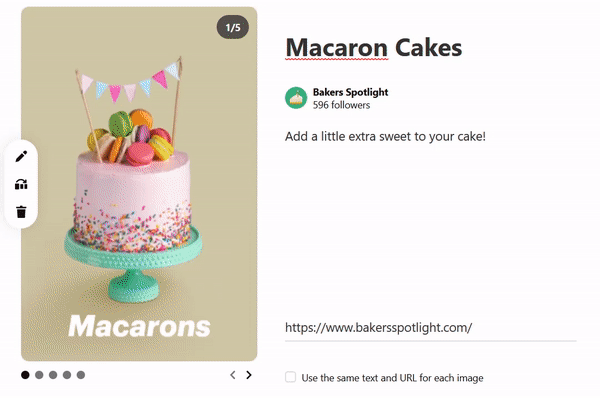 1/5
Macaron Cakes
Bakers Spotlight
596 followers
Add a little extra sweet to your cake!
Macarons
https://www.bakersspotlight.com/
Use the same text and URL for each image